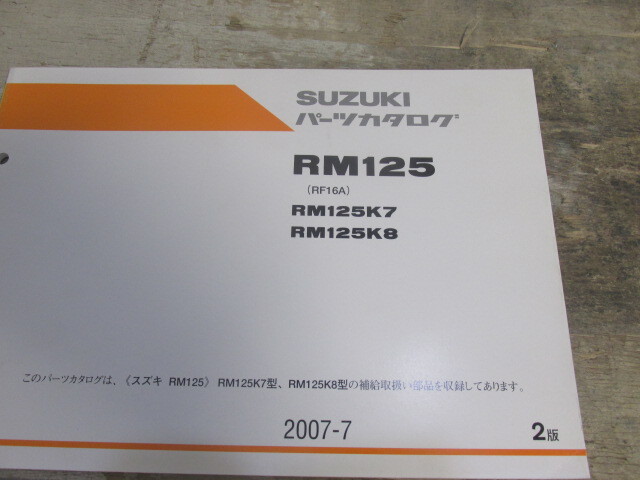 SUZUKI
パーツカタログ
RM125
(RF16A)
RM125K7
RM125K8
このパーツカタログは、《スズキ RM125》 RM125K7型、RM125K8型の補給取扱い部品を収録してあります。
2007-7
2版